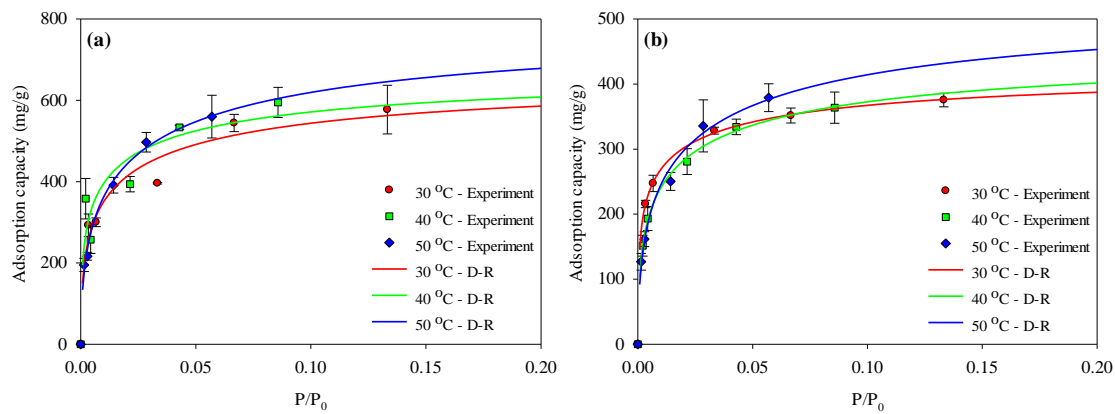 (a)
Adsorption capacity (mg/g)
800
600
400
200
0
0.00 0.05 0.10 0.15 0.20
P/P₀
30 ᴼC - Experiment
40 ᴼC - Experiment
50 ᴼC - Experiment
30 ᴼC - D-R
40 ᴼC - D-R
50 ᴼC - D-R
(b)
Adsorption capacity (mg/g)
500
400
300
200
100
0
0.00 0.05 0.10 0.15 0.20
P/P₀
30 ᴼC - Experiment
40 ᴼC - Experiment
50 ᴼC - Experiment
30 ᴼC - D-R
40 ᴼC - D-R
50 ᴼC - D-R